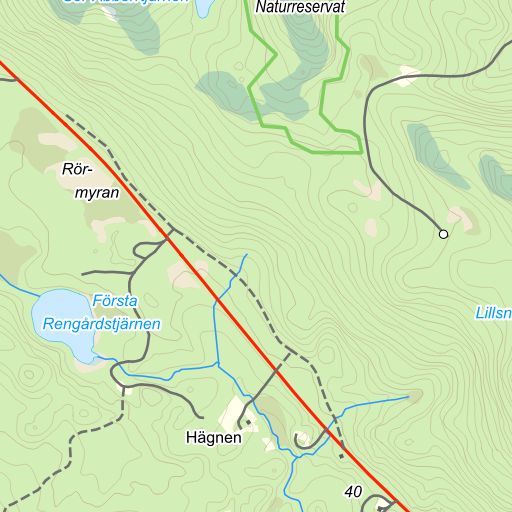 Naturreservat
Rör-
myran
Första
Rengårdstjärnen
Lillsn
Hägnen
40